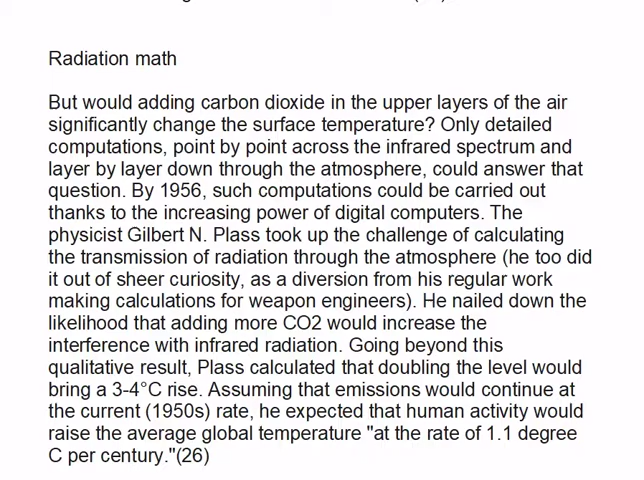 Radiation math
But would adding carbon dioxide in the upper layers of the air
significantly change the surface temperature? Only detailed
computations, point by point across the infrared spectrum and
layer by layer down through the atmosphere, could answer that
question. By 1956, such computations could be carried out
thanks to the increasing power of digital computers. The
physicist Gilbert N. Plass took up the challenge of calculating
the transmission of radiation through the atmosphere (he too did
it out of sheer curiosity, as a diversion from his regular work
making calculations for weapon engineers). He nailed down the
likelihood that adding more CO2 would increase the
interference with infrared radiation. Going beyond this
qualitative result, Plass calculated that doubling the level would
bring a 3-4°C rise. Assuming that emissions would continue at
the current (1950s) rate, he expected that human activity would
raise the average global temperature "at the rate of 1.1 degree
C per century."(26)